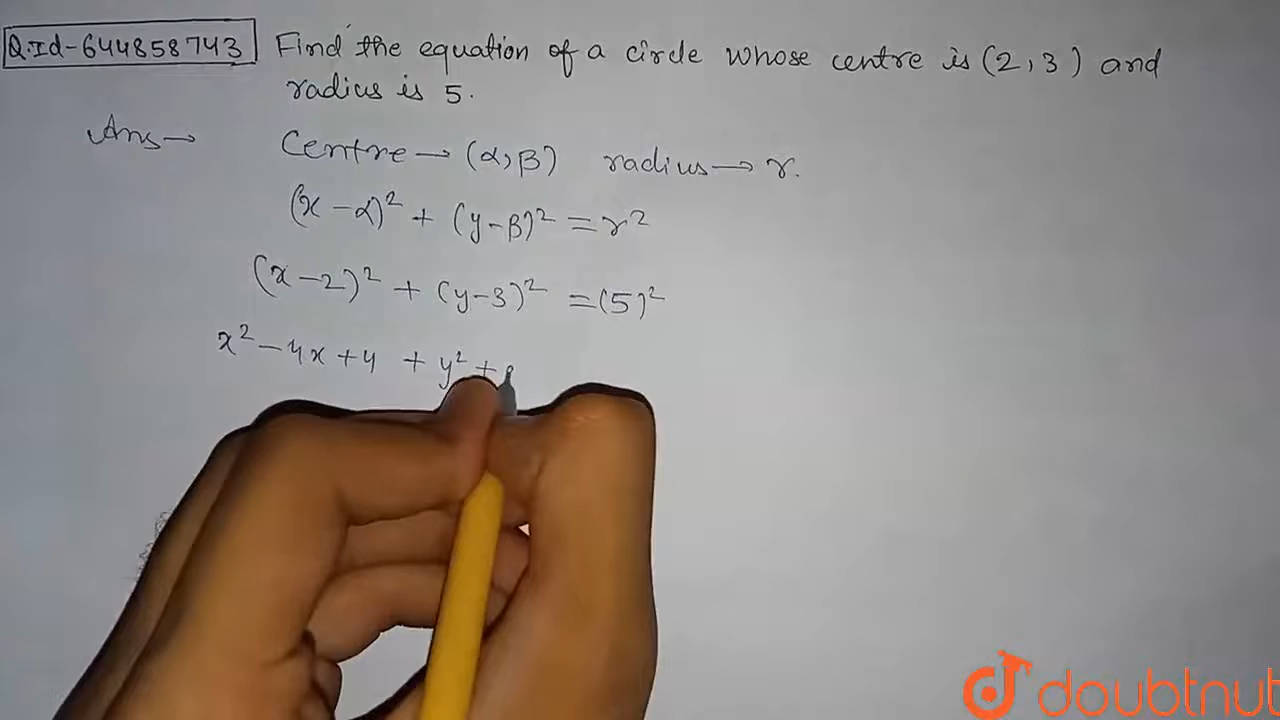 Q.Id-644858743 Find the equation of a circle whose centre is (2,3) and
radius is 5.
Ans→ Centre → (α,β) radius → r.
(x-α)² + (y-β)² = r²
(x-2)² + (y-3)² = (5)²
x² - 4x + 4 + y² +
doubtnut